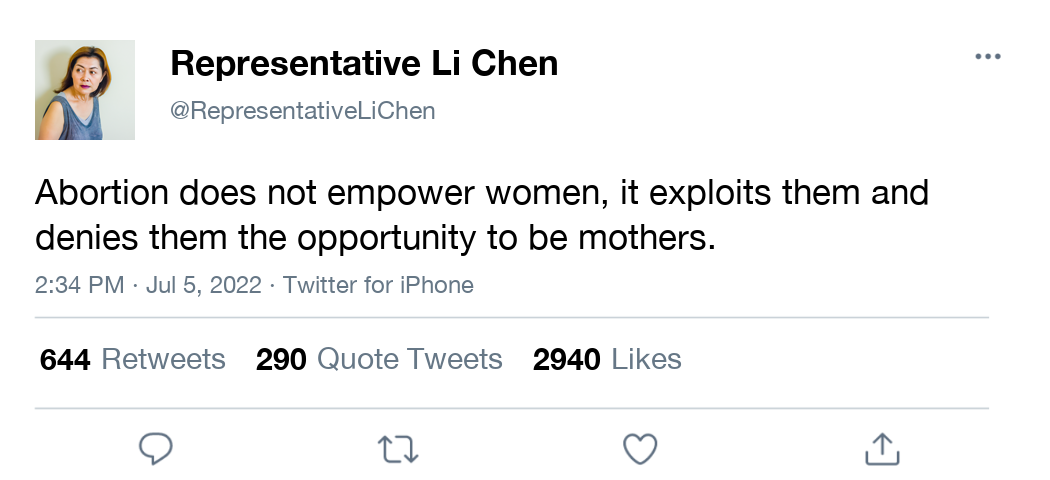 Representative Li Chen
@RepresentativeLiChen
Abortion does not empower women, it exploits them and
denies them the opportunity to be mothers.
2:34 PM · Jul 5, 2022 · Twitter for iPhone
644 Retweets 290 Quote Tweets 2940 Likes